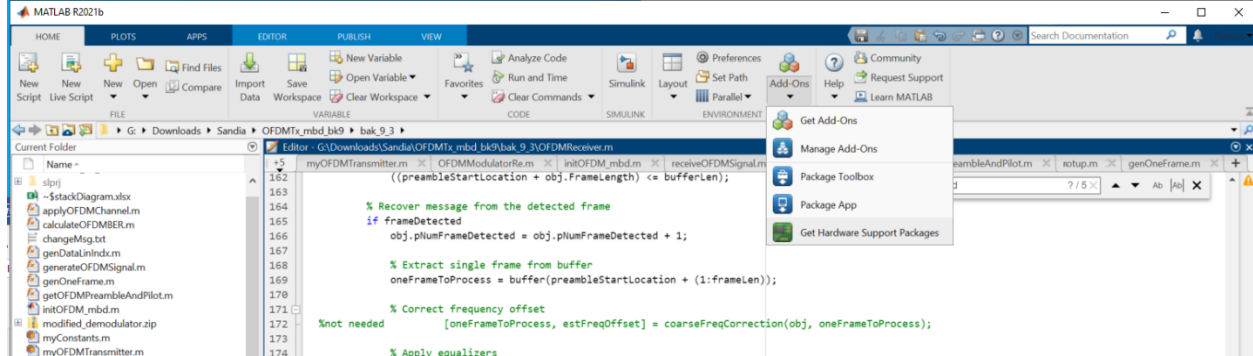 MATLAB R2021b
HOME PLOTS APPS EDITOR PUBLISH VIEW Search Documentation
New Script New Live Script New Open Find Files Compare
Import Data Save Workspace New Variable Open Variable Clear Workspace
Favorites Analyze Code Run and Time Clear Commands
Simulink Layout Preferences Set Path Parallel Add-Ons
Help Community Request Support Learn MATLAB
FILE VARIABLE CODE SIMULINK ENVIRONMENT
Get Add-Ons
Manage Add-Ons
Package Toolbox
Package App
Get Hardware Support Packages
G: Downloads Sandia OFDMTx_mbd_bk9 bak_9_3
Current Folder
Name
slprj
~$stackDiagram.xlsx
applyOFDMChannel.m
calculateOFDMBER.m
changeMsg.txt
genDataLinIndx.m
generateOFDMSignal.m
genOneFrame.m
getOFDMPreambleAndPilot.m
initOFDM_mbd.m
modified_demodulator.zip
myConstants.m
myOFDMTransmitter.m
Editor - G:\Downloads\Sandia\OFDMTx_mbd_bk9\bak_9_3\OFDMReceiver.m
+5 myOFDMTransmitter.m OFDMModulatorRe.m initOFDM_mbd.m receiveOFDMSignal.m eambleAndPilot.m rotup.m genOneFrame.m +
d ? / 5 Ab |Ab|
162 ((preambleStartLocation + obj.FrameLength) <= bufferLen);
163
164 % Recover message from the detected frame
165 if frameDetected
166 obj.pNumFrameDetected = obj.pNumFrameDetected + 1;
167
168 % Extract single frame from buffer
169 oneFrameToProcess = buffer(preambleStartLocation + (1:frameLen));
170
171 % Correct frequency offset
172 %not needed [oneFrameToProcess, estFreqOffset] = coarseFreqCorrection(obj, oneFrameToProcess);
173
174 % Apply equalizers